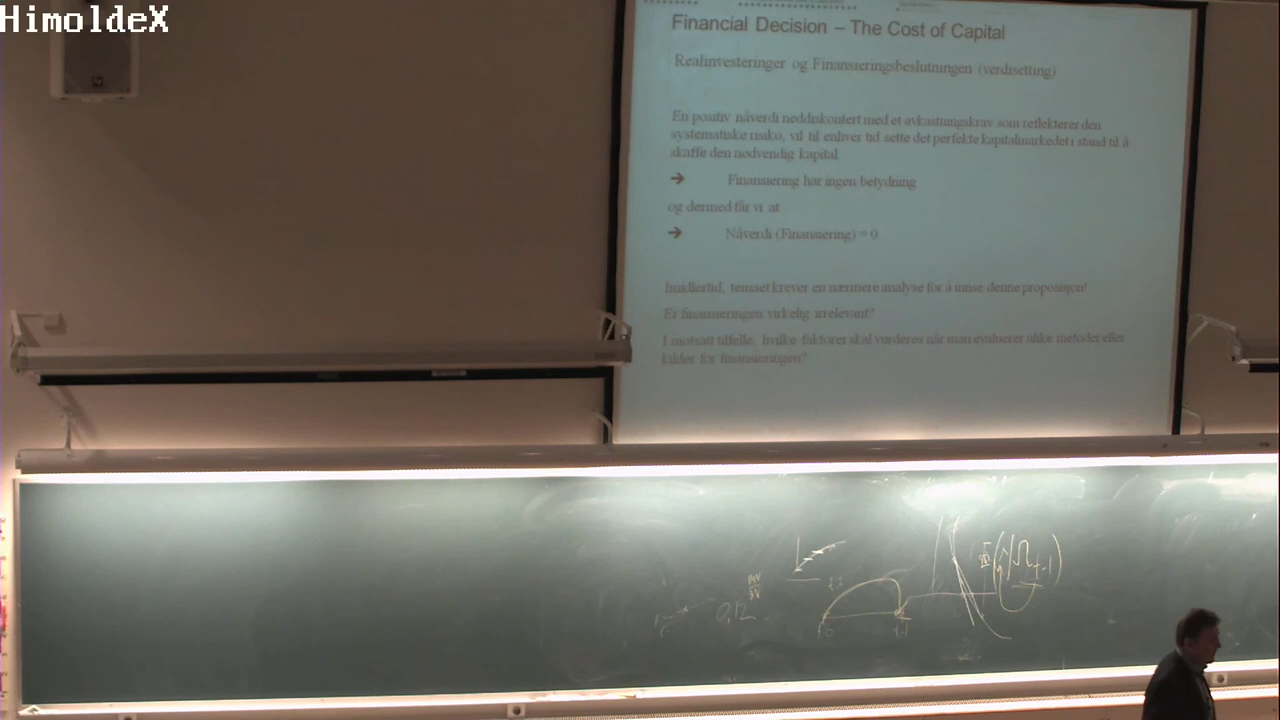 HimoldeX
Financial Decision – The Cost of Capital
Realinvesteringer og Finansieringsbeslutningen (verdisetting)
En positiv nåverdi neddiskontert med et avkastningskrav som reflekterer den
systematiske risiko, vil til enhver tid sette det perfekte kapitalmarkedet i stand til å
skaffe den nødvendig kapital.
➔ Finansiering har ingen betydning
og dermed får vi at
➔ Nåverdi (Finansiering) = 0
Imidlertid, temaet krever en nærmere analyse for å innse denne proposisjon!
Er finansieringen virkelig irrelevant?
I motsatt tilfelle, hvilke faktorer skal vurderes når man evaluerer ulike metoder eller
kilder for finansieringen?
0,12